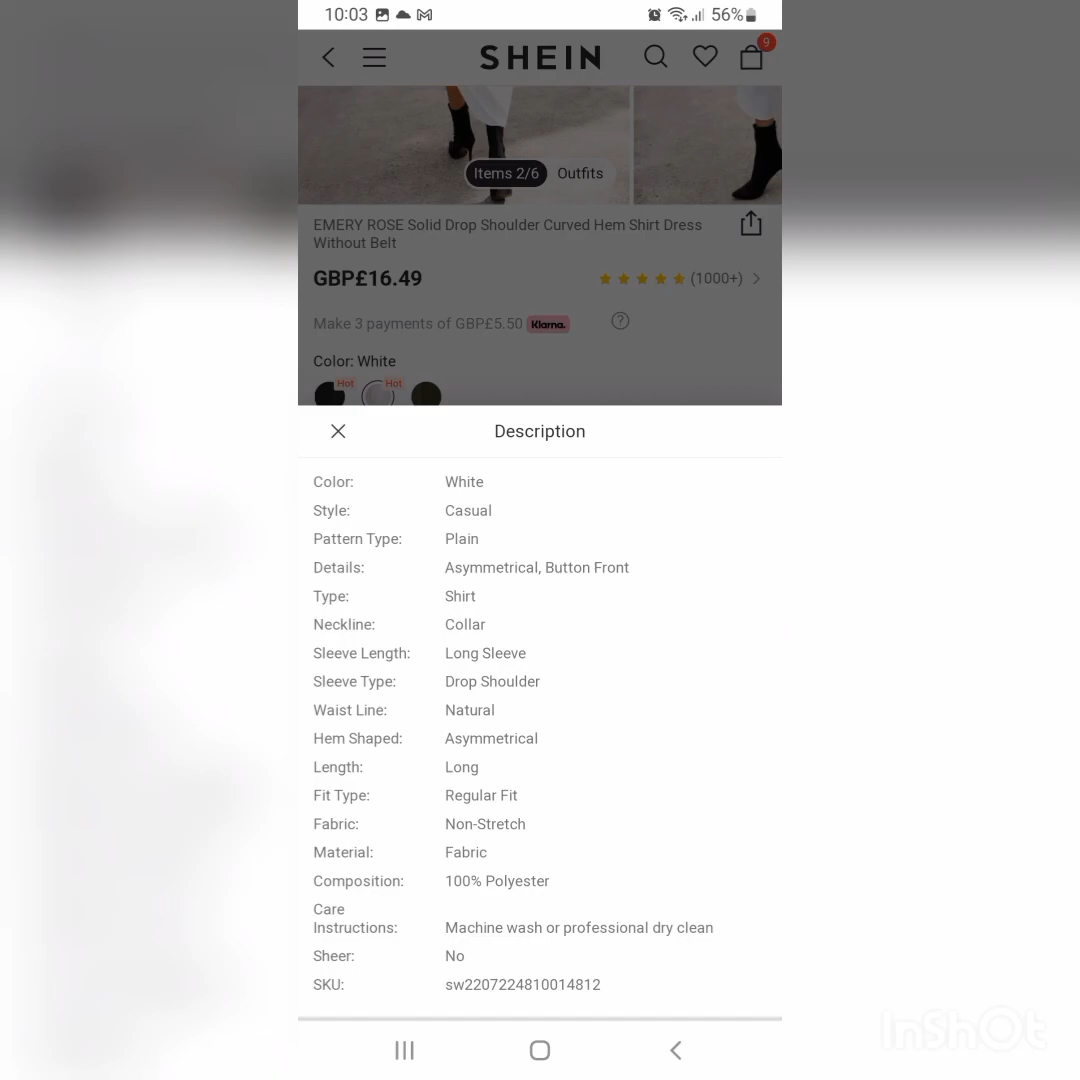 10:03 56%
SHEIN 9
Items 2/6 Outfits
EMERY ROSE Solid Drop Shoulder Curved Hem Shirt Dress
Without Belt
GBP£16.49 (1000+)
Make 3 payments of GBP£5.50 Klarna. ?
Color: White
Hot Hot
Description
Color: White
Style: Casual
Pattern Type: Plain
Details: Asymmetrical, Button Front
Type: Shirt
Neckline: Collar
Sleeve Length: Long Sleeve
Sleeve Type: Drop Shoulder
Waist Line: Natural
Hem Shaped: Asymmetrical
Length: Long
Fit Type: Regular Fit
Fabric: Non-Stretch
Material: Fabric
Composition: 100% Polyester
Care
Instructions: Machine wash or professional dry clean
Sheer: No
SKU: sw2207224810014812
InShOt